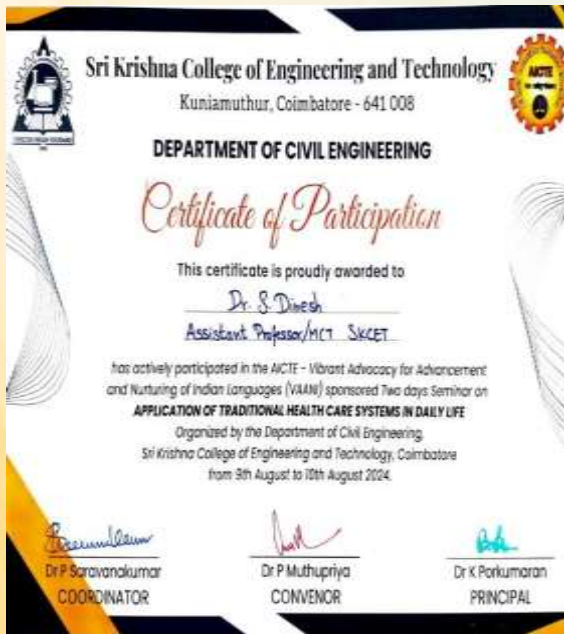 Sri Krishna College of Engineering and Technology
Kuniamuthur, Coimbatore - 641 008
AICTE
DEPARTMENT OF CIVIL ENGINEERING
Certificate of Participation
This certificate is proudly awarded to
Dr. S. Dinesh
Assistant Professor/MCT SKCET
has actively participated in the AICTE - Vibrant Advocacy for Advancement
and Nurturing of Indian Languages (VAANI) sponsored Two days Seminar on
APPLICATION OF TRADITIONAL HEALTH CARE SYSTEMS IN DAILY LIFE
Organized by the Department of Civil Engineering,
Sri Krishna College of Engineering and Technology, Coimbatore
from 9th August to 10th August 2024.
Dr P Saravanakumar
COORDINATOR
Dr P Muthupriya
CONVENOR
Dr K Porkumaran
PRINCIPAL